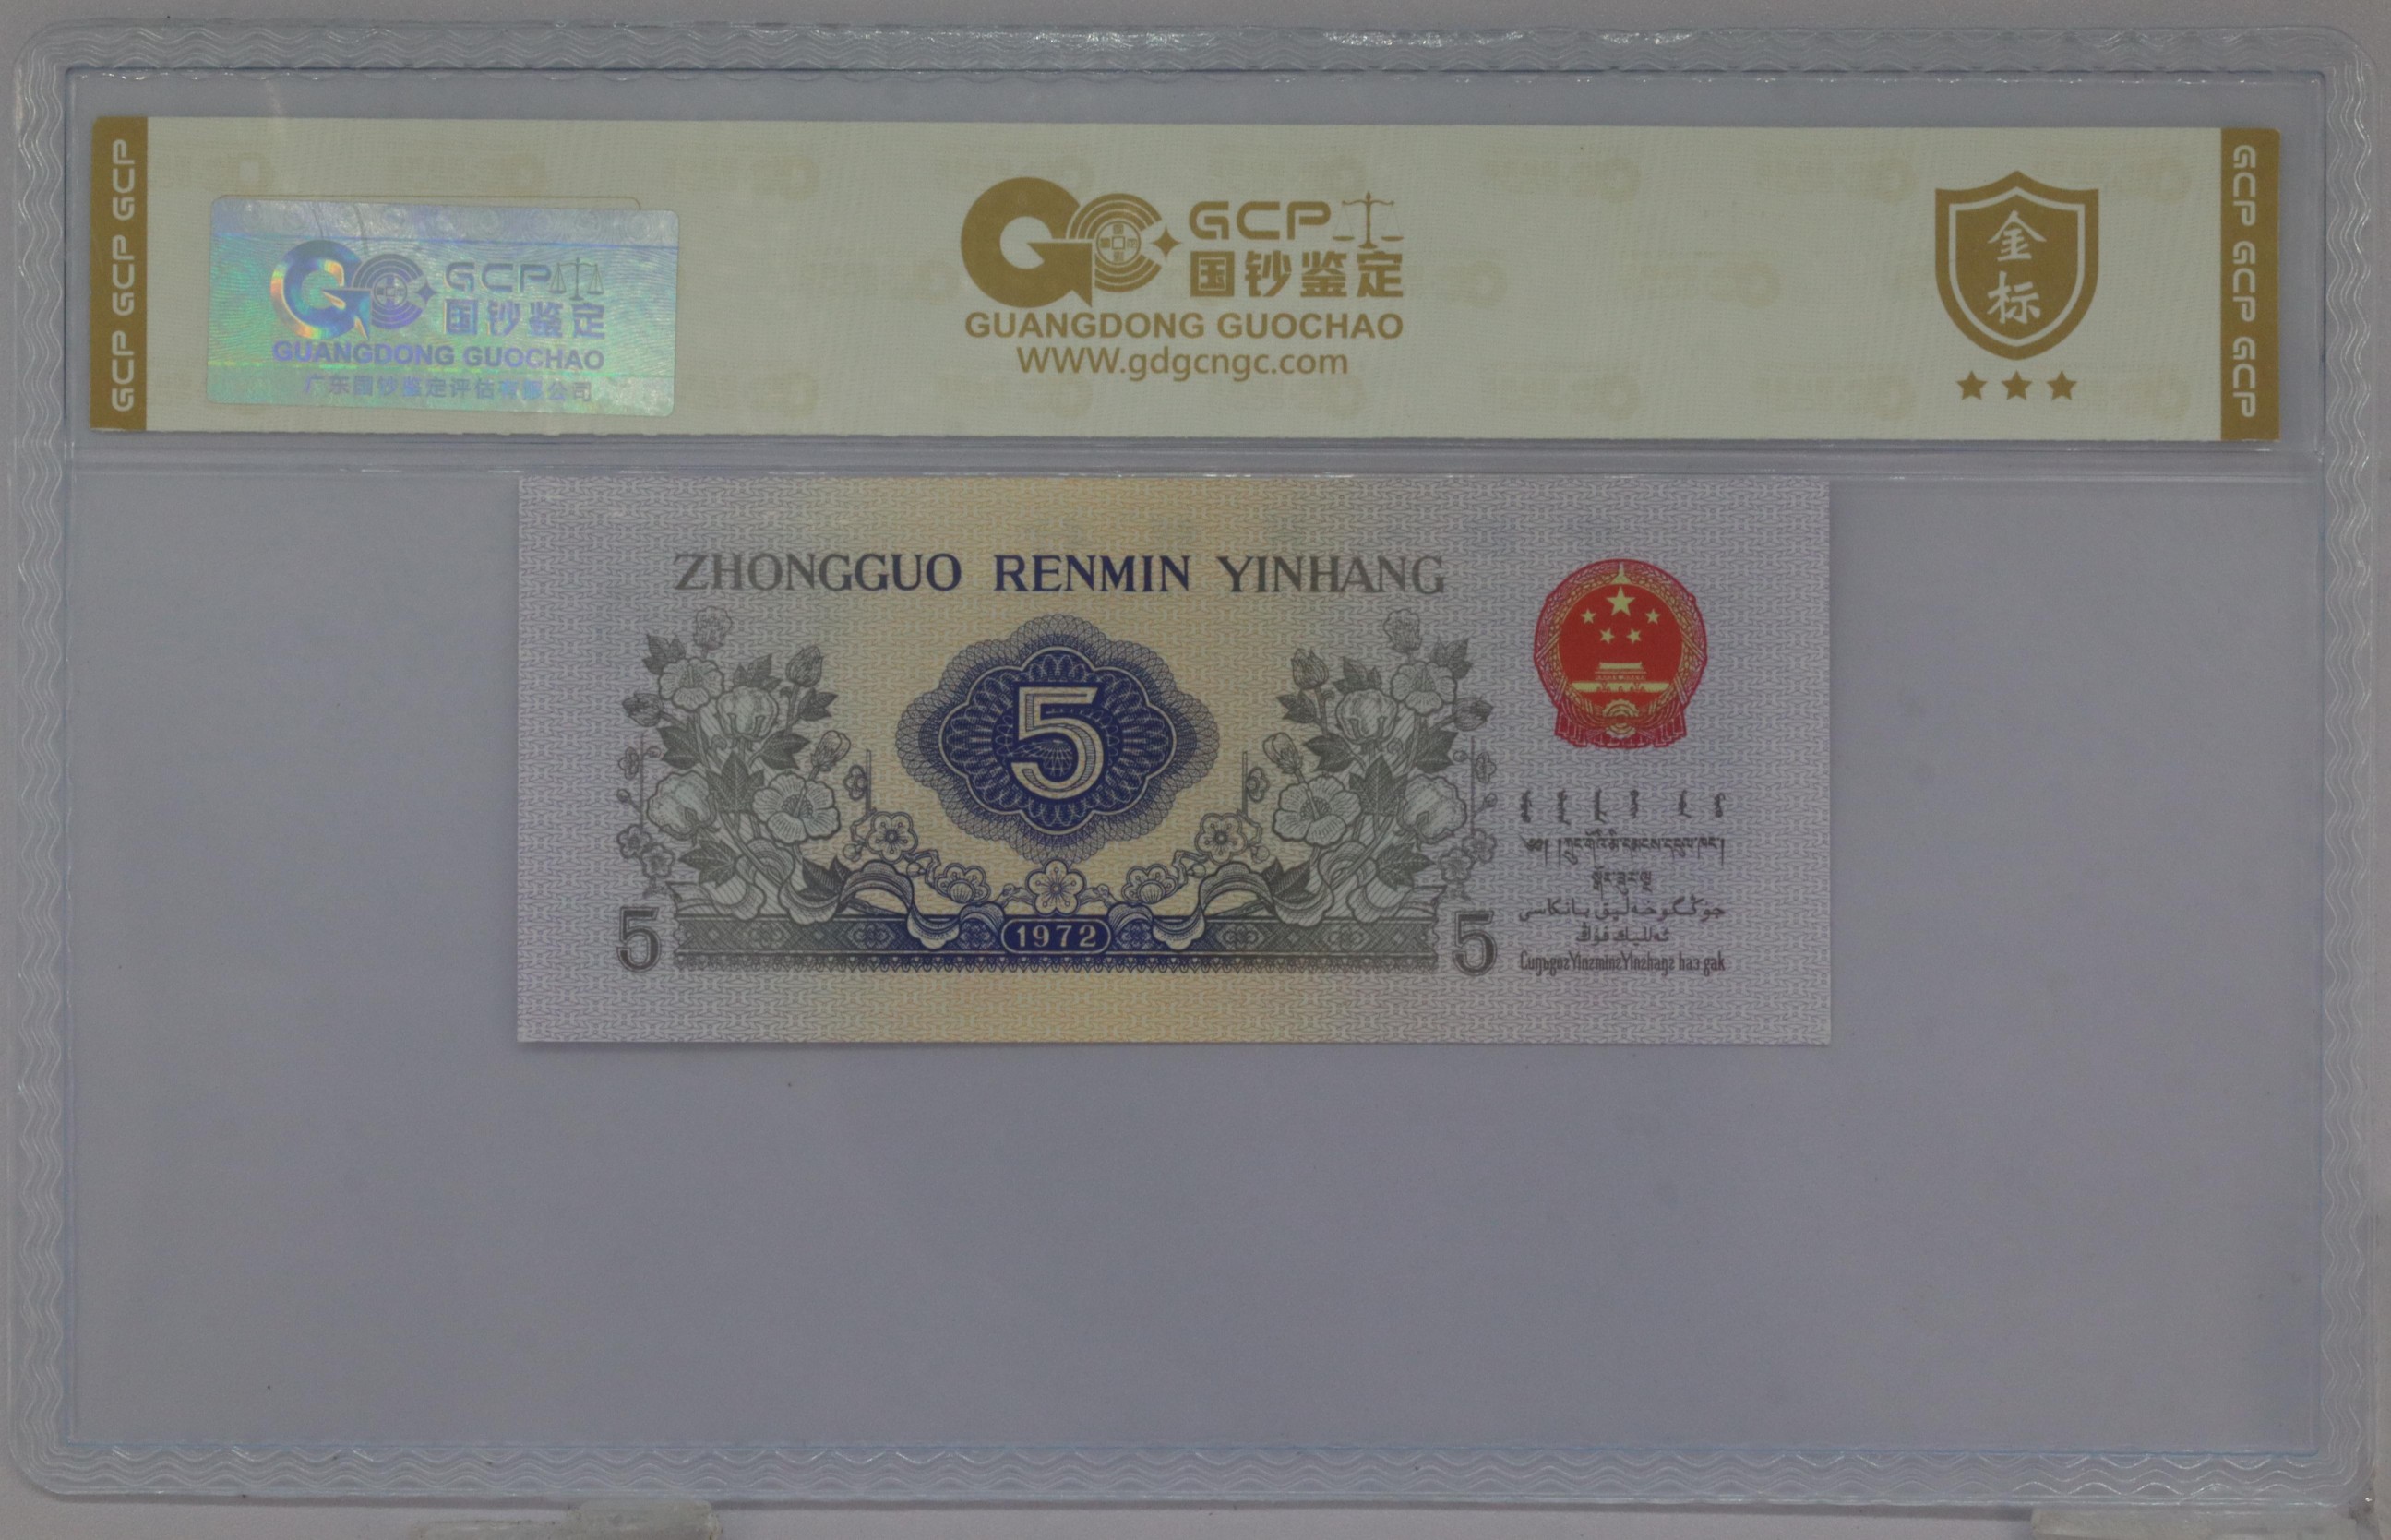 GCP GCP GCP
GCP
国钞鉴定
GUANGDONG GUOCHAO
广东国钞鉴定评估有限公司
GCP
国钞鉴定
GUANGDONG GUOCHAO
WWW.gdgcngc.com
金
标
GCP GCP GCP
ZHONGGUO RENMIN YINHANG
5
1972
5
5